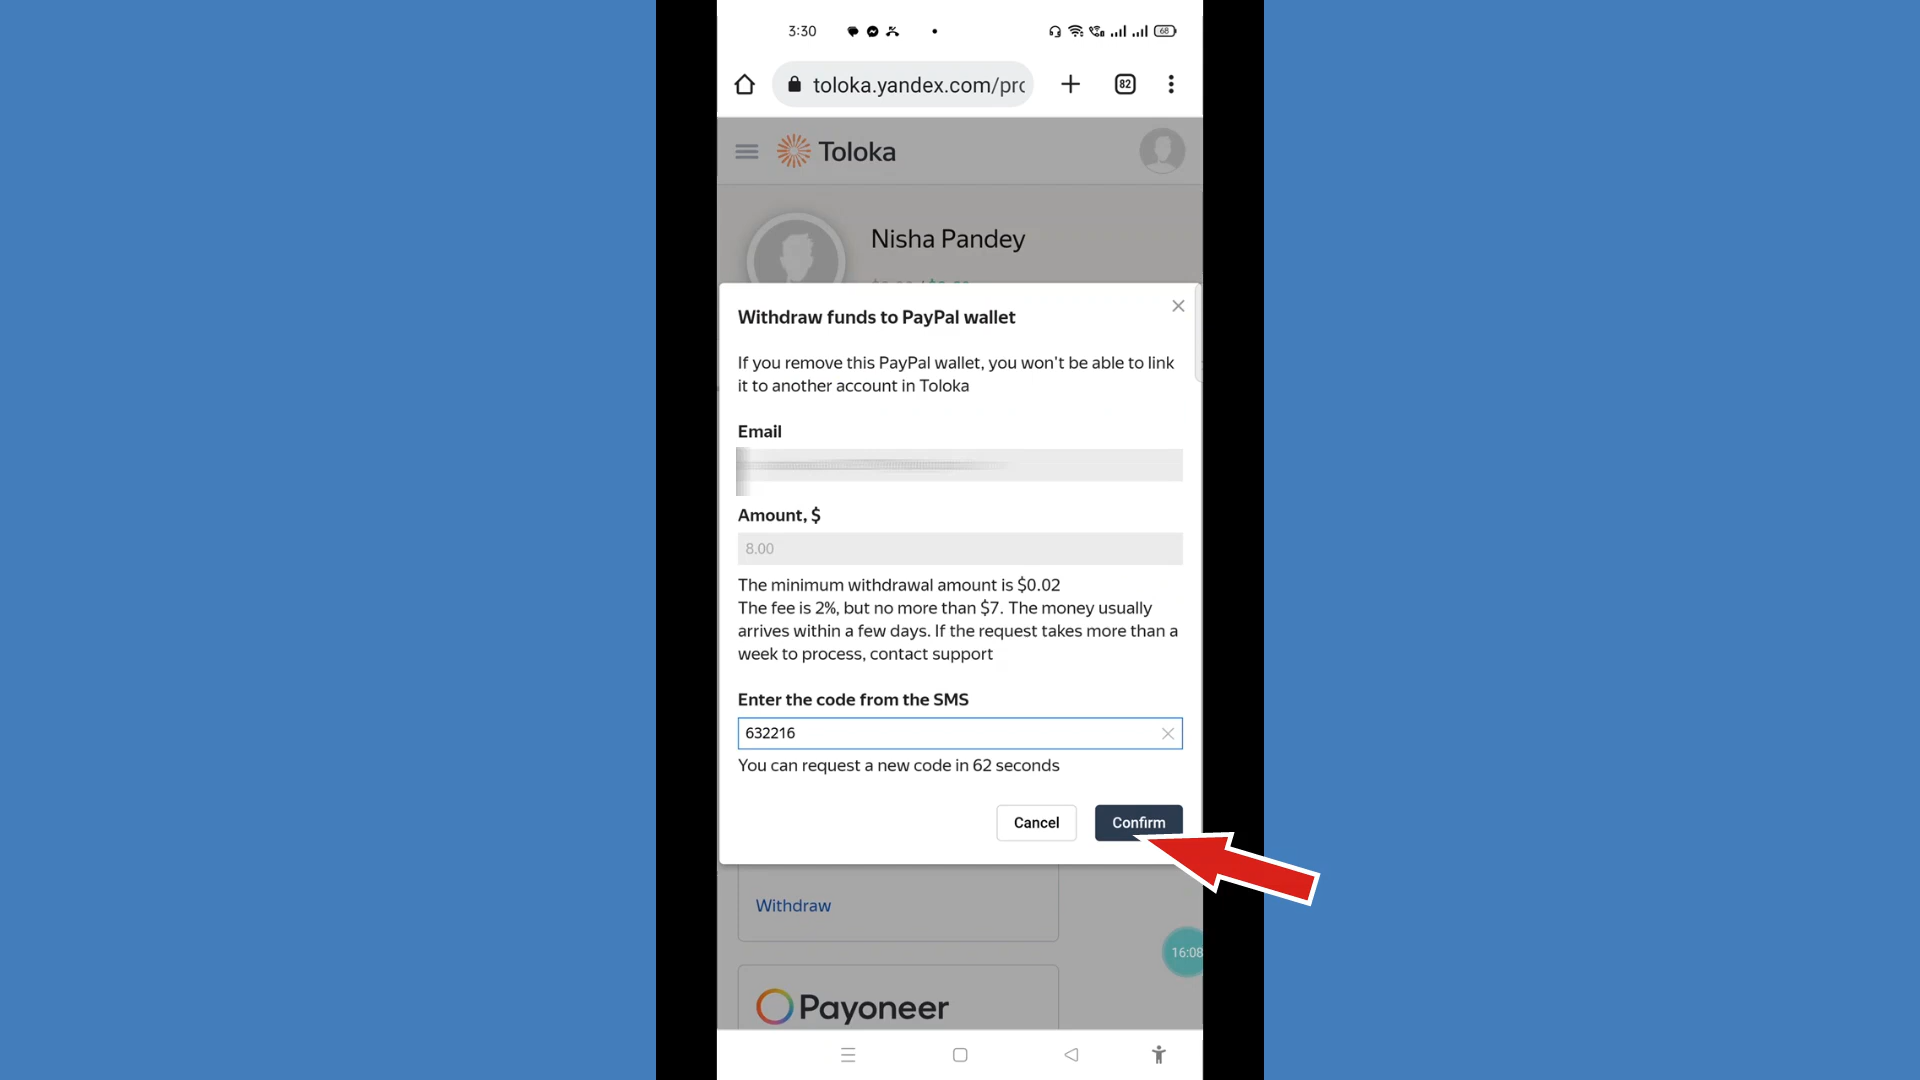 3:30
68
toloka.yandex.com/pro
82
Toloka
Nisha Pandey
Withdraw funds to PayPal wallet
If you remove this PayPal wallet, you won't be able to link
it to another account in Toloka
Email
Amount, $
8.00
The minimum withdrawal amount is $0.02
The fee is 2%, but no more than $7. The money usually
arrives within a few days. If the request takes more than a
week to process, contact support
Enter the code from the SMS
632216
You can request a new code in 62 seconds
Cancel
Confirm
Withdraw
16:08
Payoneer